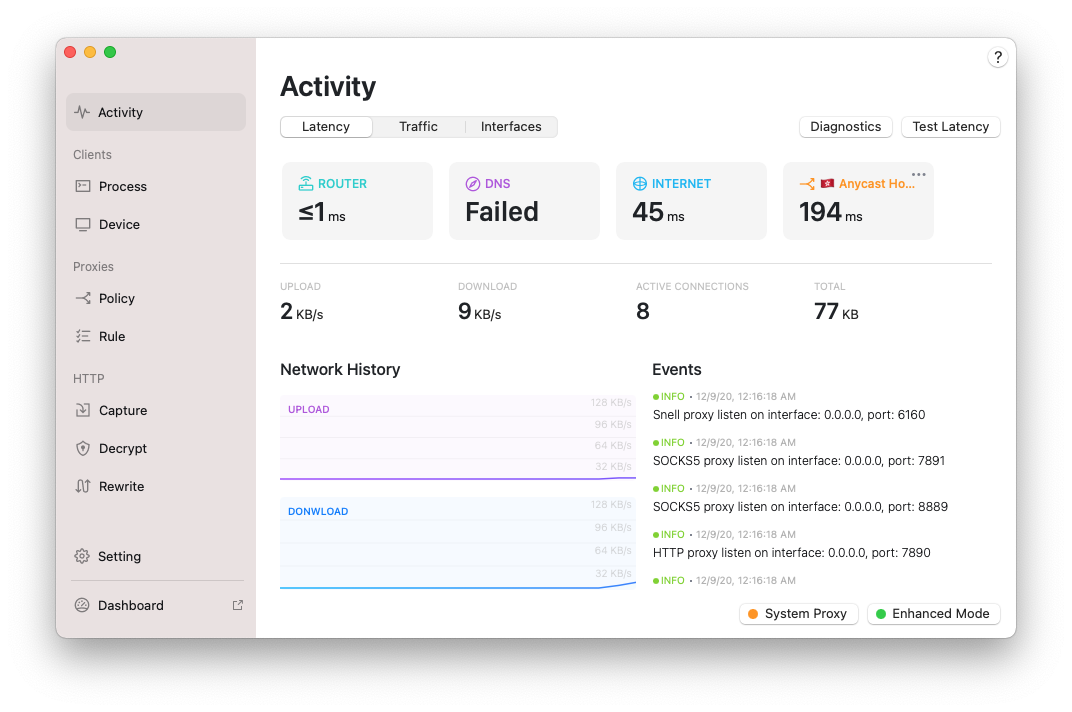 ?
Activity
Activity
Latency Traffic Interfaces Diagnostics Test Latency
Clients
Process
Device
Proxies
Policy
Rule
HTTP
Capture
Decrypt
Rewrite
Setting
Dashboard
ROUTER
≤1 ms
DNS
Failed
INTERNET
45 ms
Anycast Ho...
194 ms
UPLOAD
2 KB/s
DOWNLOAD
9 KB/s
ACTIVE CONNECTIONS
8
TOTAL
77 KB
Network History
UPLOAD
128 KB/s
96 KB/s
64 KB/s
32 KB/s
DONWLOAD
128 KB/s
96 KB/s
64 KB/s
32 KB/s
Events
INFO • 12/9/20, 12:16:18 AM
Snell proxy listen on interface: 0.0.0.0, port: 6160
INFO • 12/9/20, 12:16:18 AM
SOCKS5 proxy listen on interface: 0.0.0.0, port: 7891
INFO • 12/9/20, 12:16:18 AM
SOCKS5 proxy listen on interface: 0.0.0.0, port: 8889
INFO • 12/9/20, 12:16:18 AM
HTTP proxy listen on interface: 0.0.0.0, port: 7890
INFO • 12/9/20, 12:16:18 AM
System Proxy Enhanced Mode